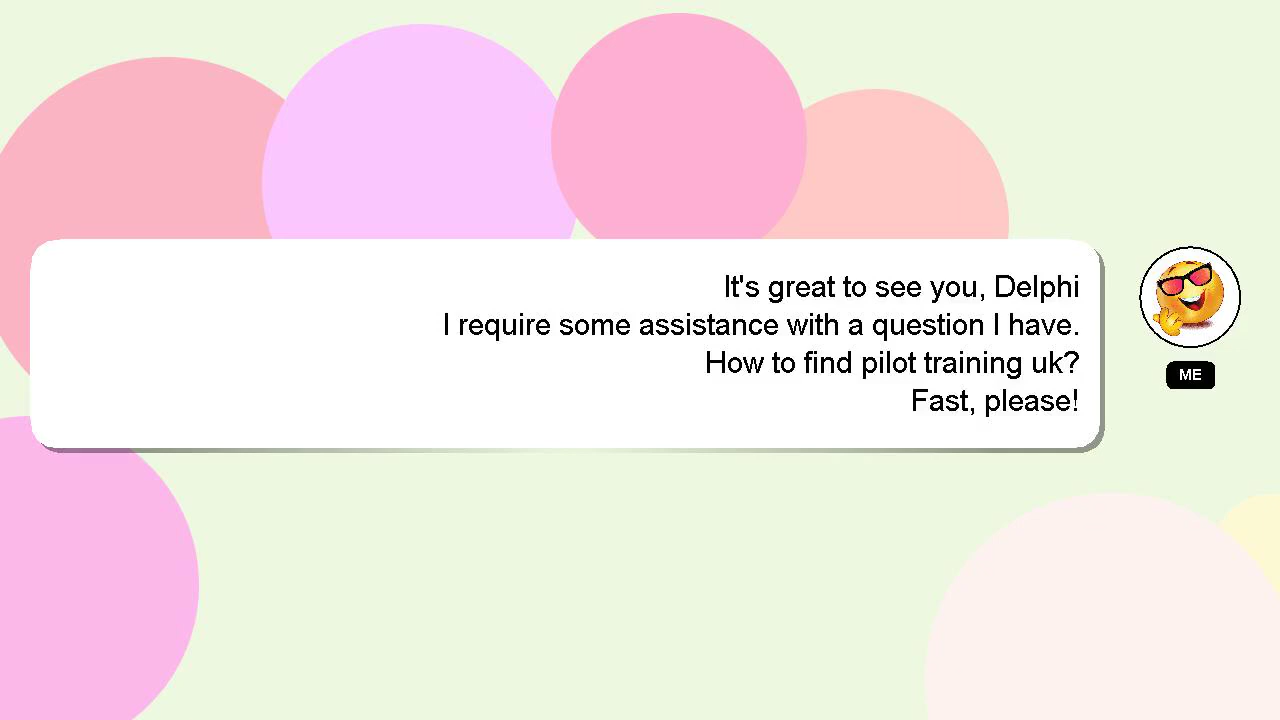 It's great to see you, Delphi
I require some assistance with a question I have.
How to find pilot training uk?
Fast, please!
ME